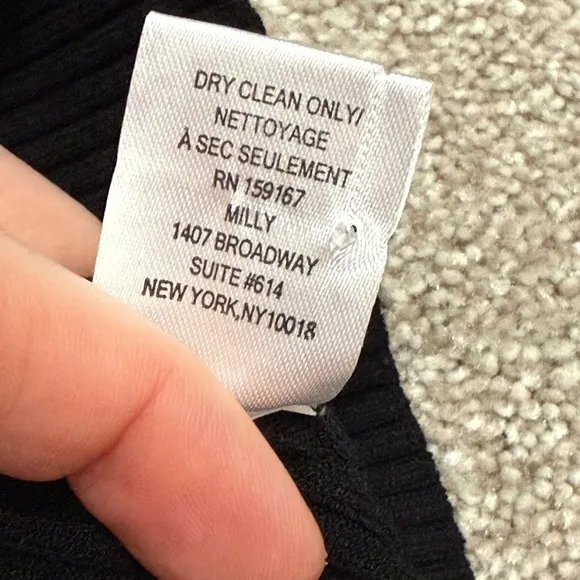 DRY CLEAN ONLY/
NETTOYAGE
À SEC SEULEMENT
RN 159167
MILLY
1407 BROADWAY
SUITE #614
NEW YORK,NY10018